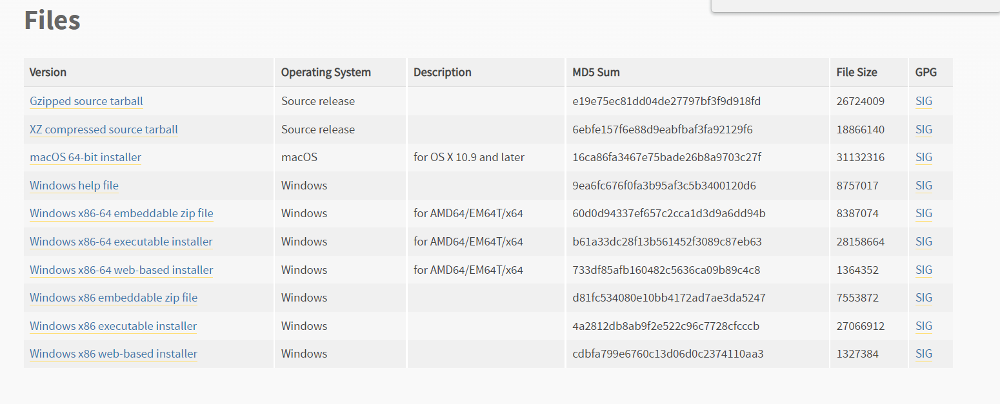 Files
Version Operating System Description MD5 Sum File Size GPG
Gzipped source tarball Source release e19e75ec81dd04de27797bf3f9d918fd 26724009 SIG
XZ compressed source tarball Source release 6ebfe157f6e88d9eabfbaf3fa92129f6 18866140 SIG
macOS 64-bit installer macOS for OS X 10.9 and later 16ca86fa3467e75bade26b8a9703c27f 31132316 SIG
Windows help file Windows 9ea6fc676f0fa3b95af3c5b3400120d6 8757017 SIG
Windows x86-64 embeddable zip file Windows for AMD64/EM64T/x64 60d0d94337ef657c2cca1d3d9a6dd94b 8387074 SIG
Windows x86-64 executable installer Windows for AMD64/EM64T/x64 b61a33dc28f13b561452f3089c87eb63 28158664 SIG
Windows x86-64 web-based installer Windows for AMD64/EM64T/x64 733df85afb160482c5636ca09b89c4c8 1364352 SIG
Windows x86 embeddable zip file Windows d81fc534080e10bb4172ad7ae3da5247 7553872 SIG
Windows x86 executable installer Windows 4a2812db8ab9f2e522c96c7728cfcccb 27066912 SIG
Windows x86 web-based installer Windows cdbfa799e6760c13d06d0c2374110aa3 1327384 SIG